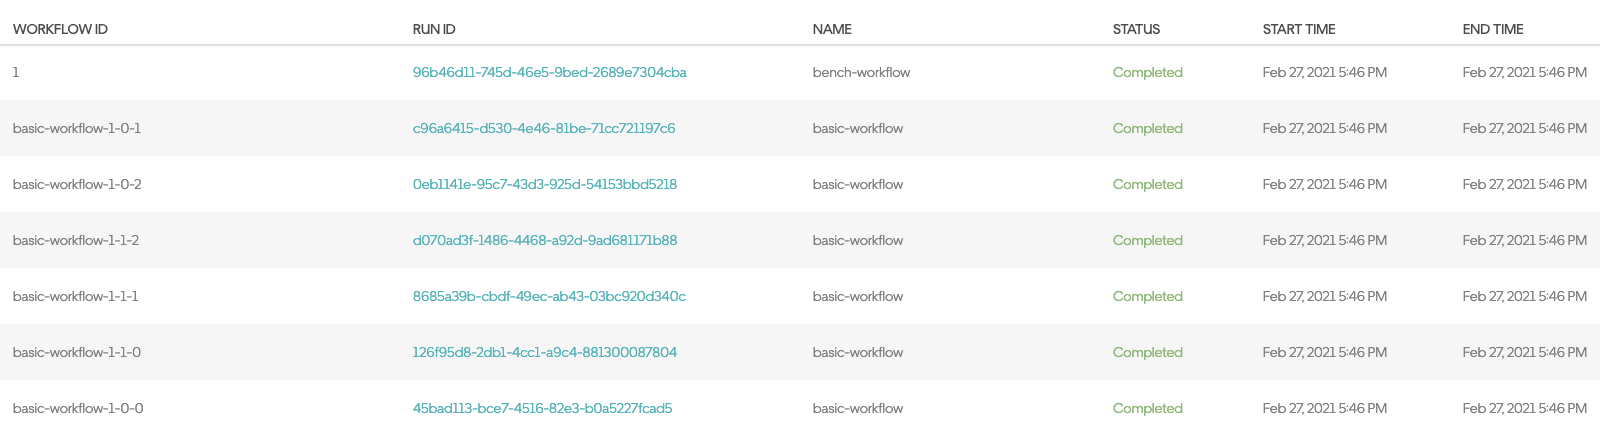 WORKFLOW ID RUN ID NAME STATUS START TIME END TIME
1 96b46d11-745d-46e5-9bed-2689e7304cba bench-workflow Completed Feb 27, 2021 5:46 PM Feb 27, 2021 5:46 PM
basic-workflow-1-0-1 c96a6415-d530-4e46-81be-71cc721197c6 basic-workflow Completed Feb 27, 2021 5:46 PM Feb 27, 2021 5:46 PM
basic-workflow-1-0-2 0eb1141e-95c7-43d3-925d-54153bbd5218 basic-workflow Completed Feb 27, 2021 5:46 PM Feb 27, 2021 5:46 PM
basic-workflow-1-1-2 d070ad3f-1486-4468-a92d-9ad681171b88 basic-workflow Completed Feb 27, 2021 5:46 PM Feb 27, 2021 5:46 PM
basic-workflow-1-1-1 8685a39b-cbdf-49ec-ab43-03bc920d340c basic-workflow Completed Feb 27, 2021 5:46 PM Feb 27, 2021 5:46 PM
basic-workflow-1-1-0 126f95d8-2db1-4cc1-a9c4-881300087804 basic-workflow Completed Feb 27, 2021 5:46 PM Feb 27, 2021 5:46 PM
basic-workflow-1-0-0 45bad113-bce7-4516-82e3-b0a5227fcad5 basic-workflow Completed Feb 27, 2021 5:46 PM Feb 27, 2021 5:46 PM